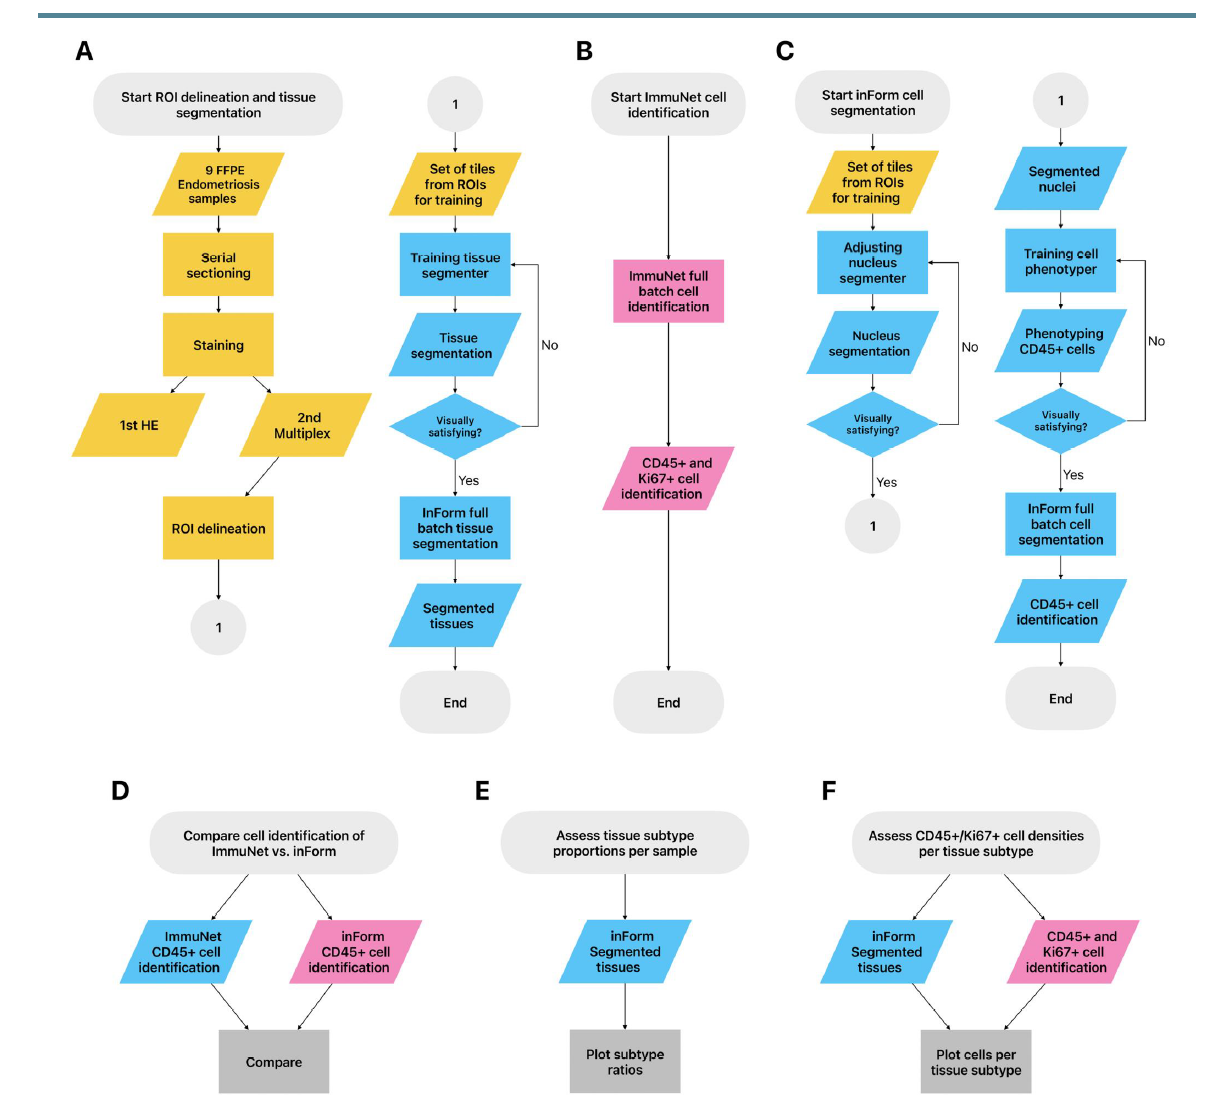 A
Start ROI delineation and tissue
segmentation
9 FFPE
Endometriosis
samples
Serial
sectioning
Staining
1st HE
2nd
Multiplex
ROI delineation
1
1
Set of tiles
from ROIs
for training
Training tissue
segmenter
Tissue
segmentation
No
Visually
satisfying?
Yes
InForm full
batch tissue
segmentation
Segmented
tissues
End
B
Start ImmuNet cell
identification
ImmuNet full
batch cell
identification
CD45+ and
Ki67+ cell
identification
End
C
Start inForm cell
segmentation
Set of tiles
from ROIs
for training
Adjusting
nucleus
segmenter
Nucleus
segmentation
No
Visually
satisfying?
Yes
1
1
Segmented
nuclei
Training cell
phenotyper
Phenotyping
CD45+ cells
No
Visually
satisfying?
Yes
InForm full
batch cell
segmentation
CD45+ cell
identification
End
D
Compare cell identification of
ImmuNet vs. inForm
ImmuNet
CD45+ cell
identification
inForm
CD45+ cell
identification
Compare
E
Assess tissue subtype
proportions per sample
inForm
Segmented
tissues
Plot subtype
ratios
F
Assess CD45+/Ki67+ cell densities
per tissue subtype
inForm
Segmented
tissues
CD45+ and
Ki67+ cell
identification
Plot cells per
tissue subtype